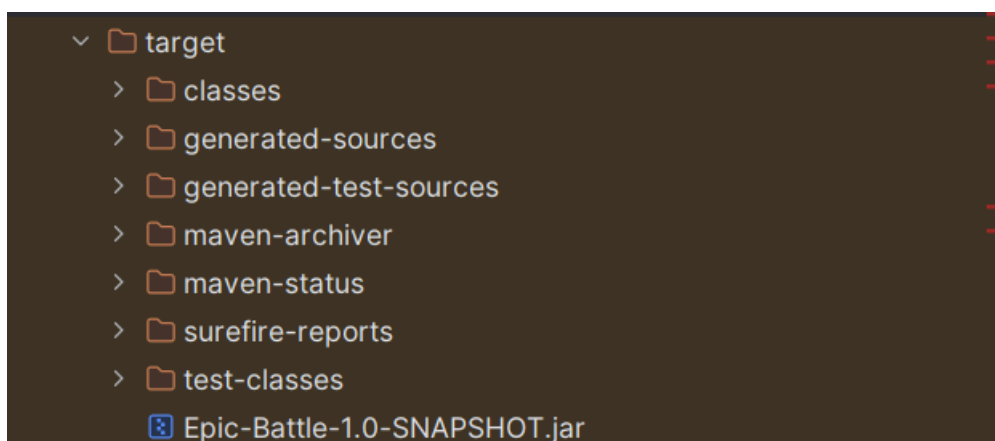 target
classes
generated-sources
generated-test-sources
maven-archiver
maven-status
surefire-reports
test-classes
Epic-Battle-1.0-SNAPSHOT.jar